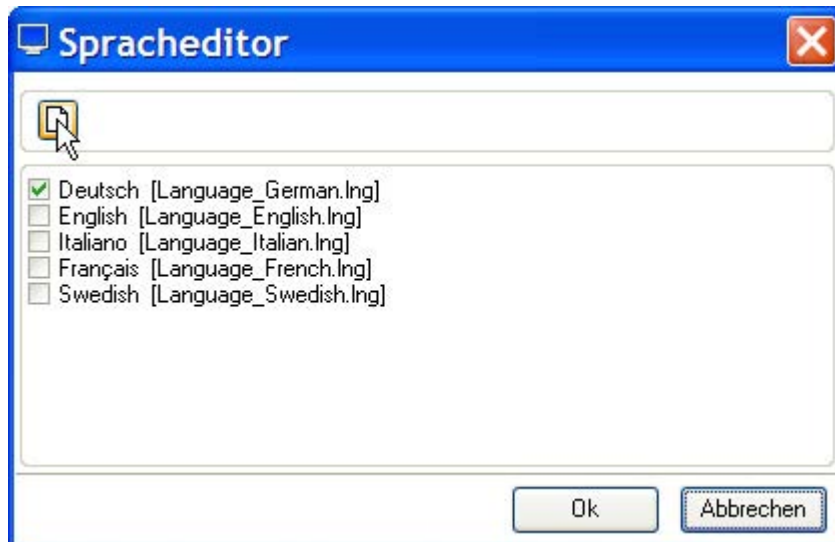 Spracheditor
Deutsch [Language_German.lng]
English [Language_English.lng]
Italiano [Language_Italian.lng]
Français [Language_French.lng]
Swedish [Language_Swedish.lng]
Ok
Abbrechen